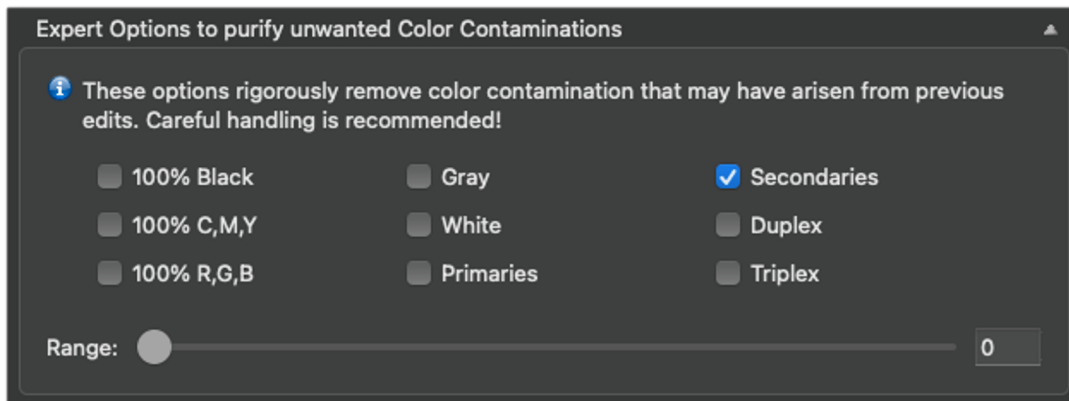 Expert Options to purify unwanted Color Contaminations
These options rigorously remove color contamination that may have arisen from previous
edits. Careful handling is recommended!
100% Black Gray Secondaries
100% C,M,Y White Duplex
100% R,G,B Primaries Triplex
Range: 0